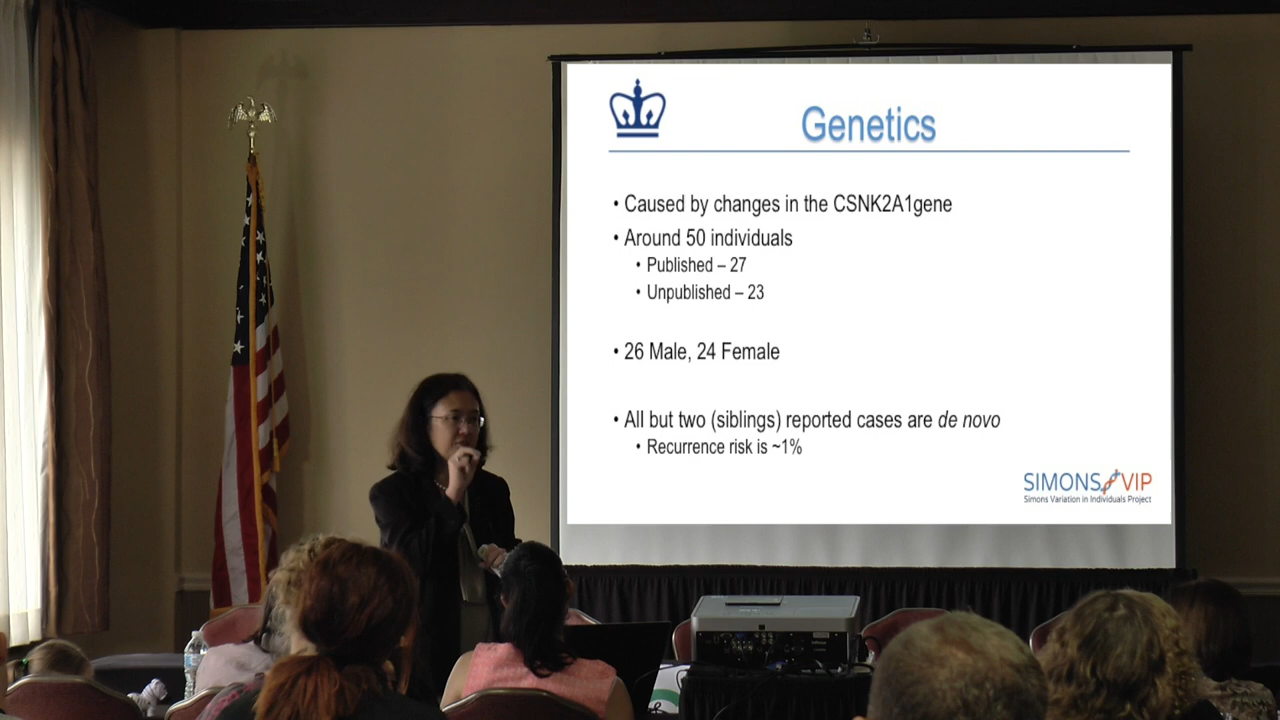 Genetics
• Caused by changes in the CSNK2A1gene
• Around 50 individuals
• Published – 27
• Unpublished – 23
• 26 Male, 24 Female
• All but two (siblings) reported cases are de novo
• Recurrence risk is ~1%
SIMONS VIP
Simons Variation in Individuals Project